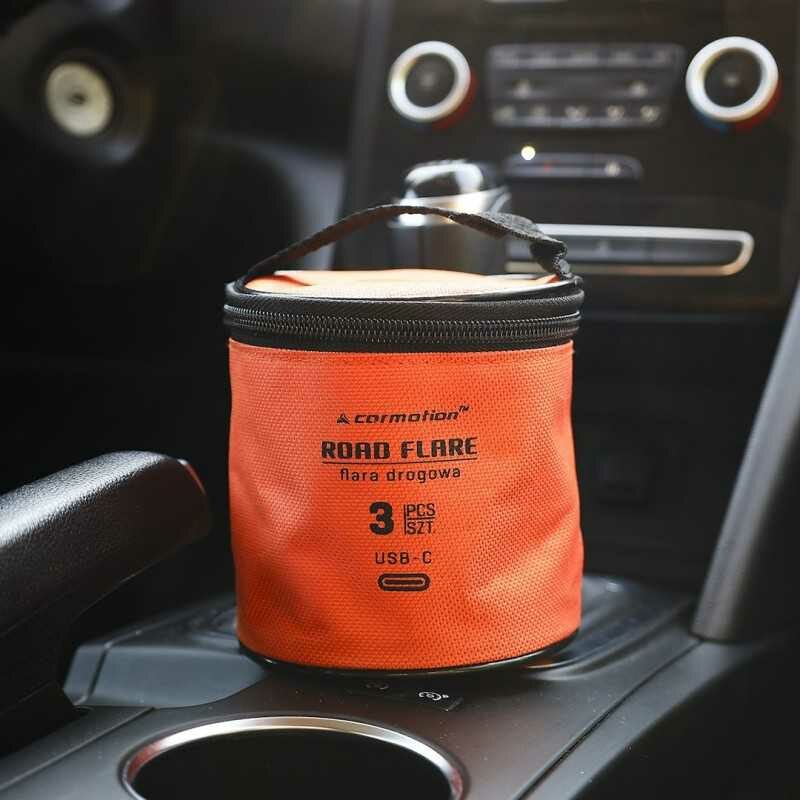 carmotion™
ROAD FLARE
flara drogowa
3 PCS
SZT.
USB-C